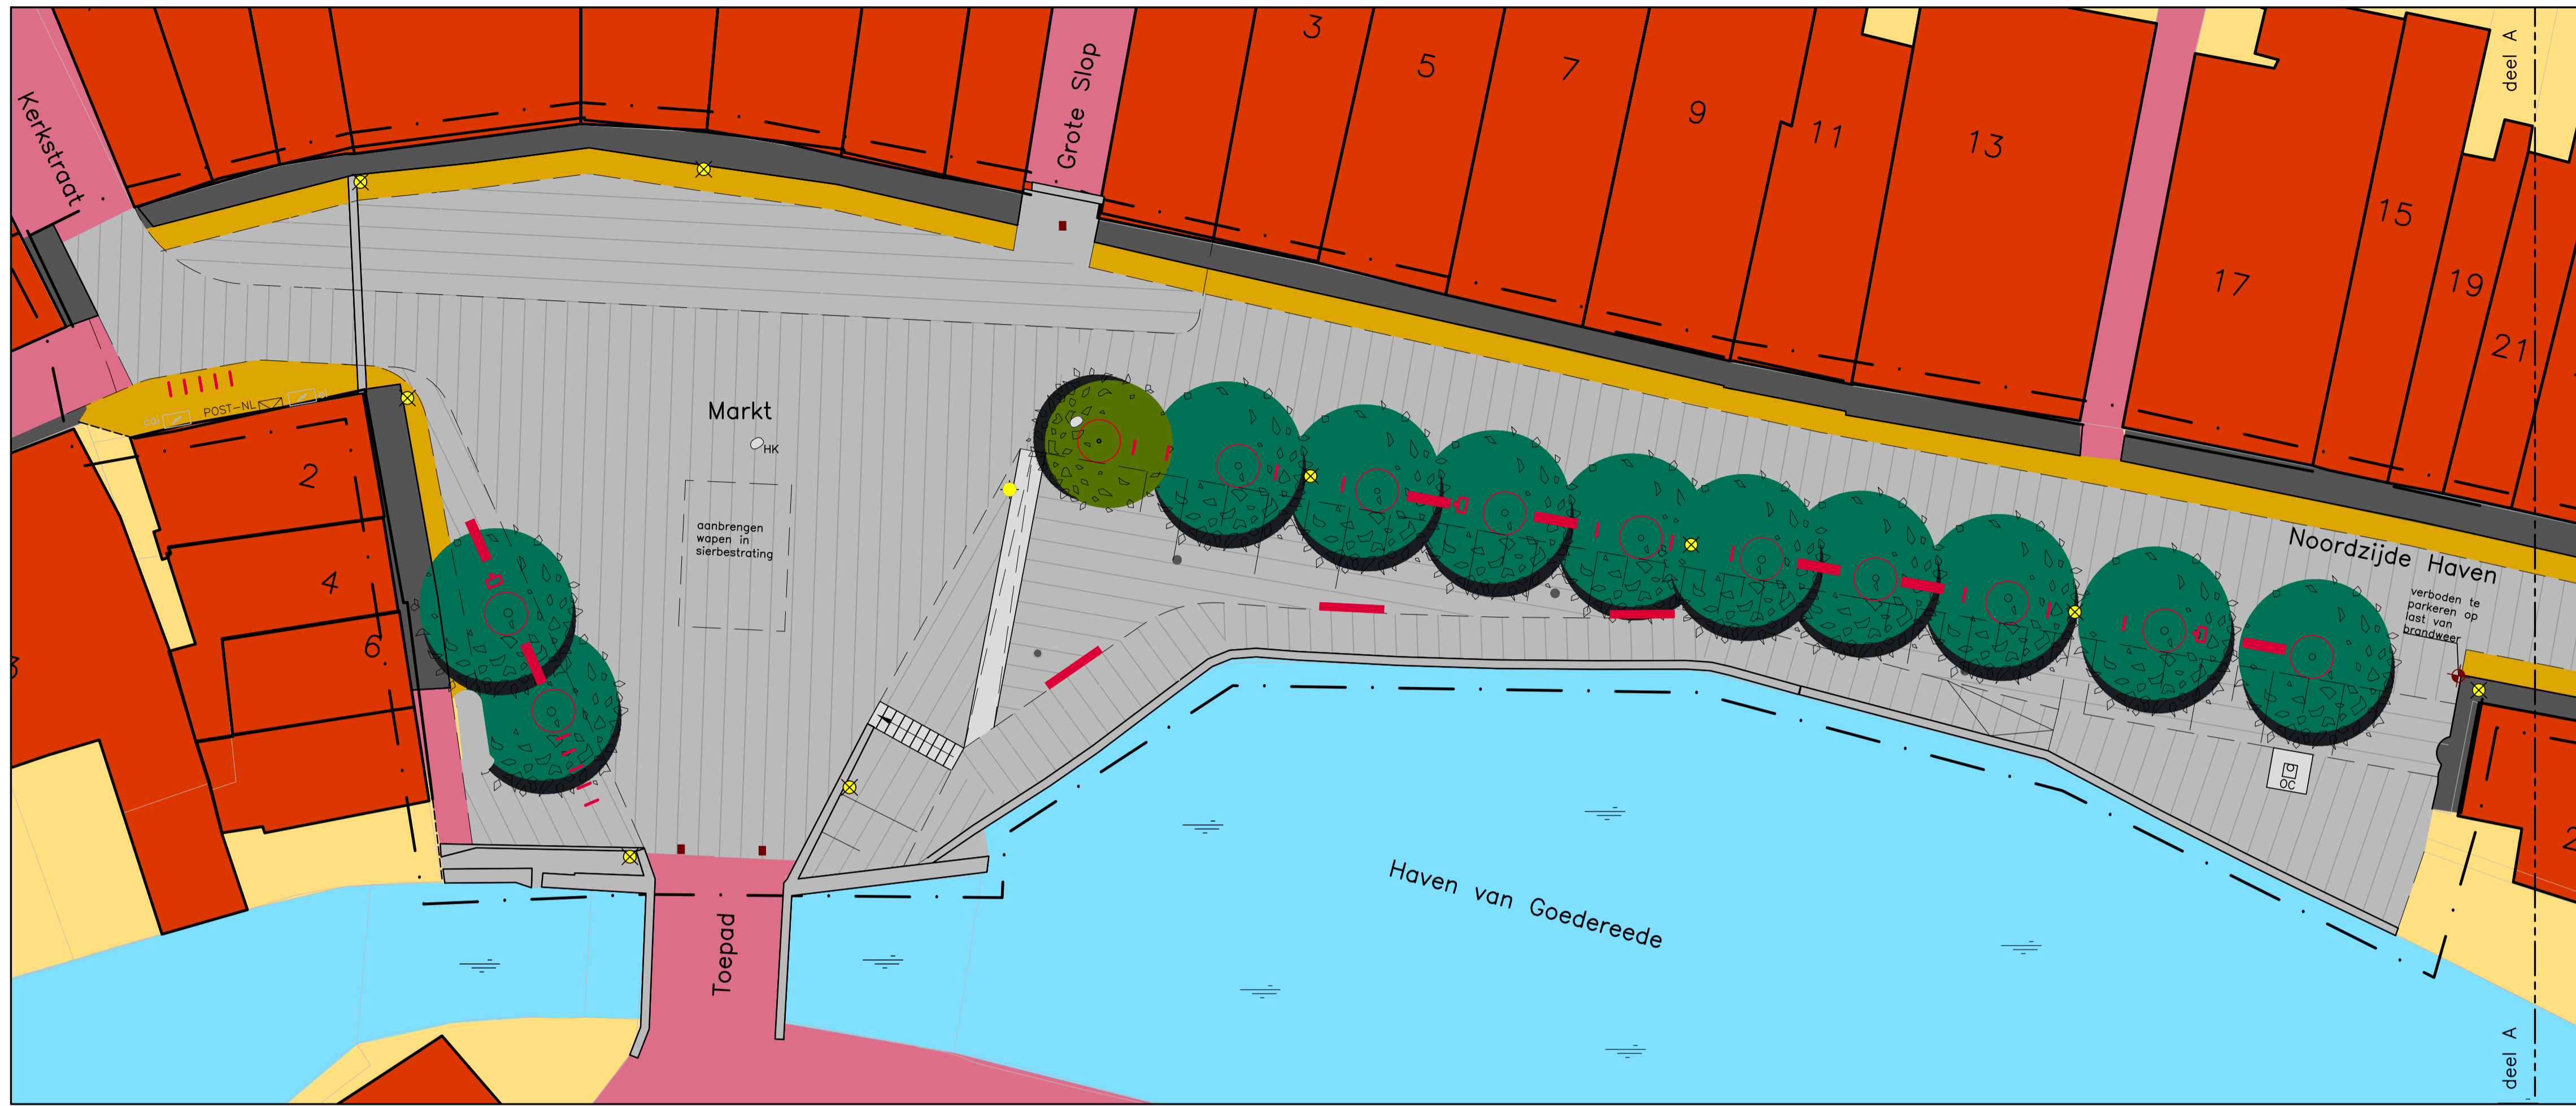 Kerkstraat
Grote Slop
3
5
7
9
11
13
17
15
19
21
deel A
POST-NL
cai
2
4
6
Markt
HK
aanbrengen
wapen in
sierbestrating
Noordzijde Haven
verboden te
parkeren op
last van
brandweer
OC
Haven van Goedereede
Toepad
deel A